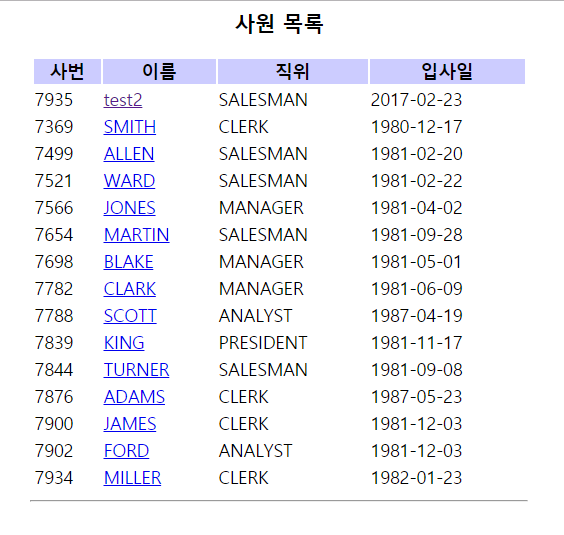 사원 목록
사번 이름 직위 입사일
7935 test2 SALESMAN 2017-02-23
7369 SMITH CLERK 1980-12-17
7499 ALLEN SALESMAN 1981-02-20
7521 WARD SALESMAN 1981-02-22
7566 JONES MANAGER 1981-04-02
7654 MARTIN SALESMAN 1981-09-28
7698 BLAKE MANAGER 1981-05-01
7782 CLARK MANAGER 1981-06-09
7788 SCOTT ANALYST 1987-04-19
7839 KING PRESIDENT 1981-11-17
7844 TURNER SALESMAN 1981-09-08
7876 ADAMS CLERK 1987-05-23
7900 JAMES CLERK 1981-12-03
7902 FORD ANALYST 1981-12-03
7934 MILLER CLERK 1982-01-23